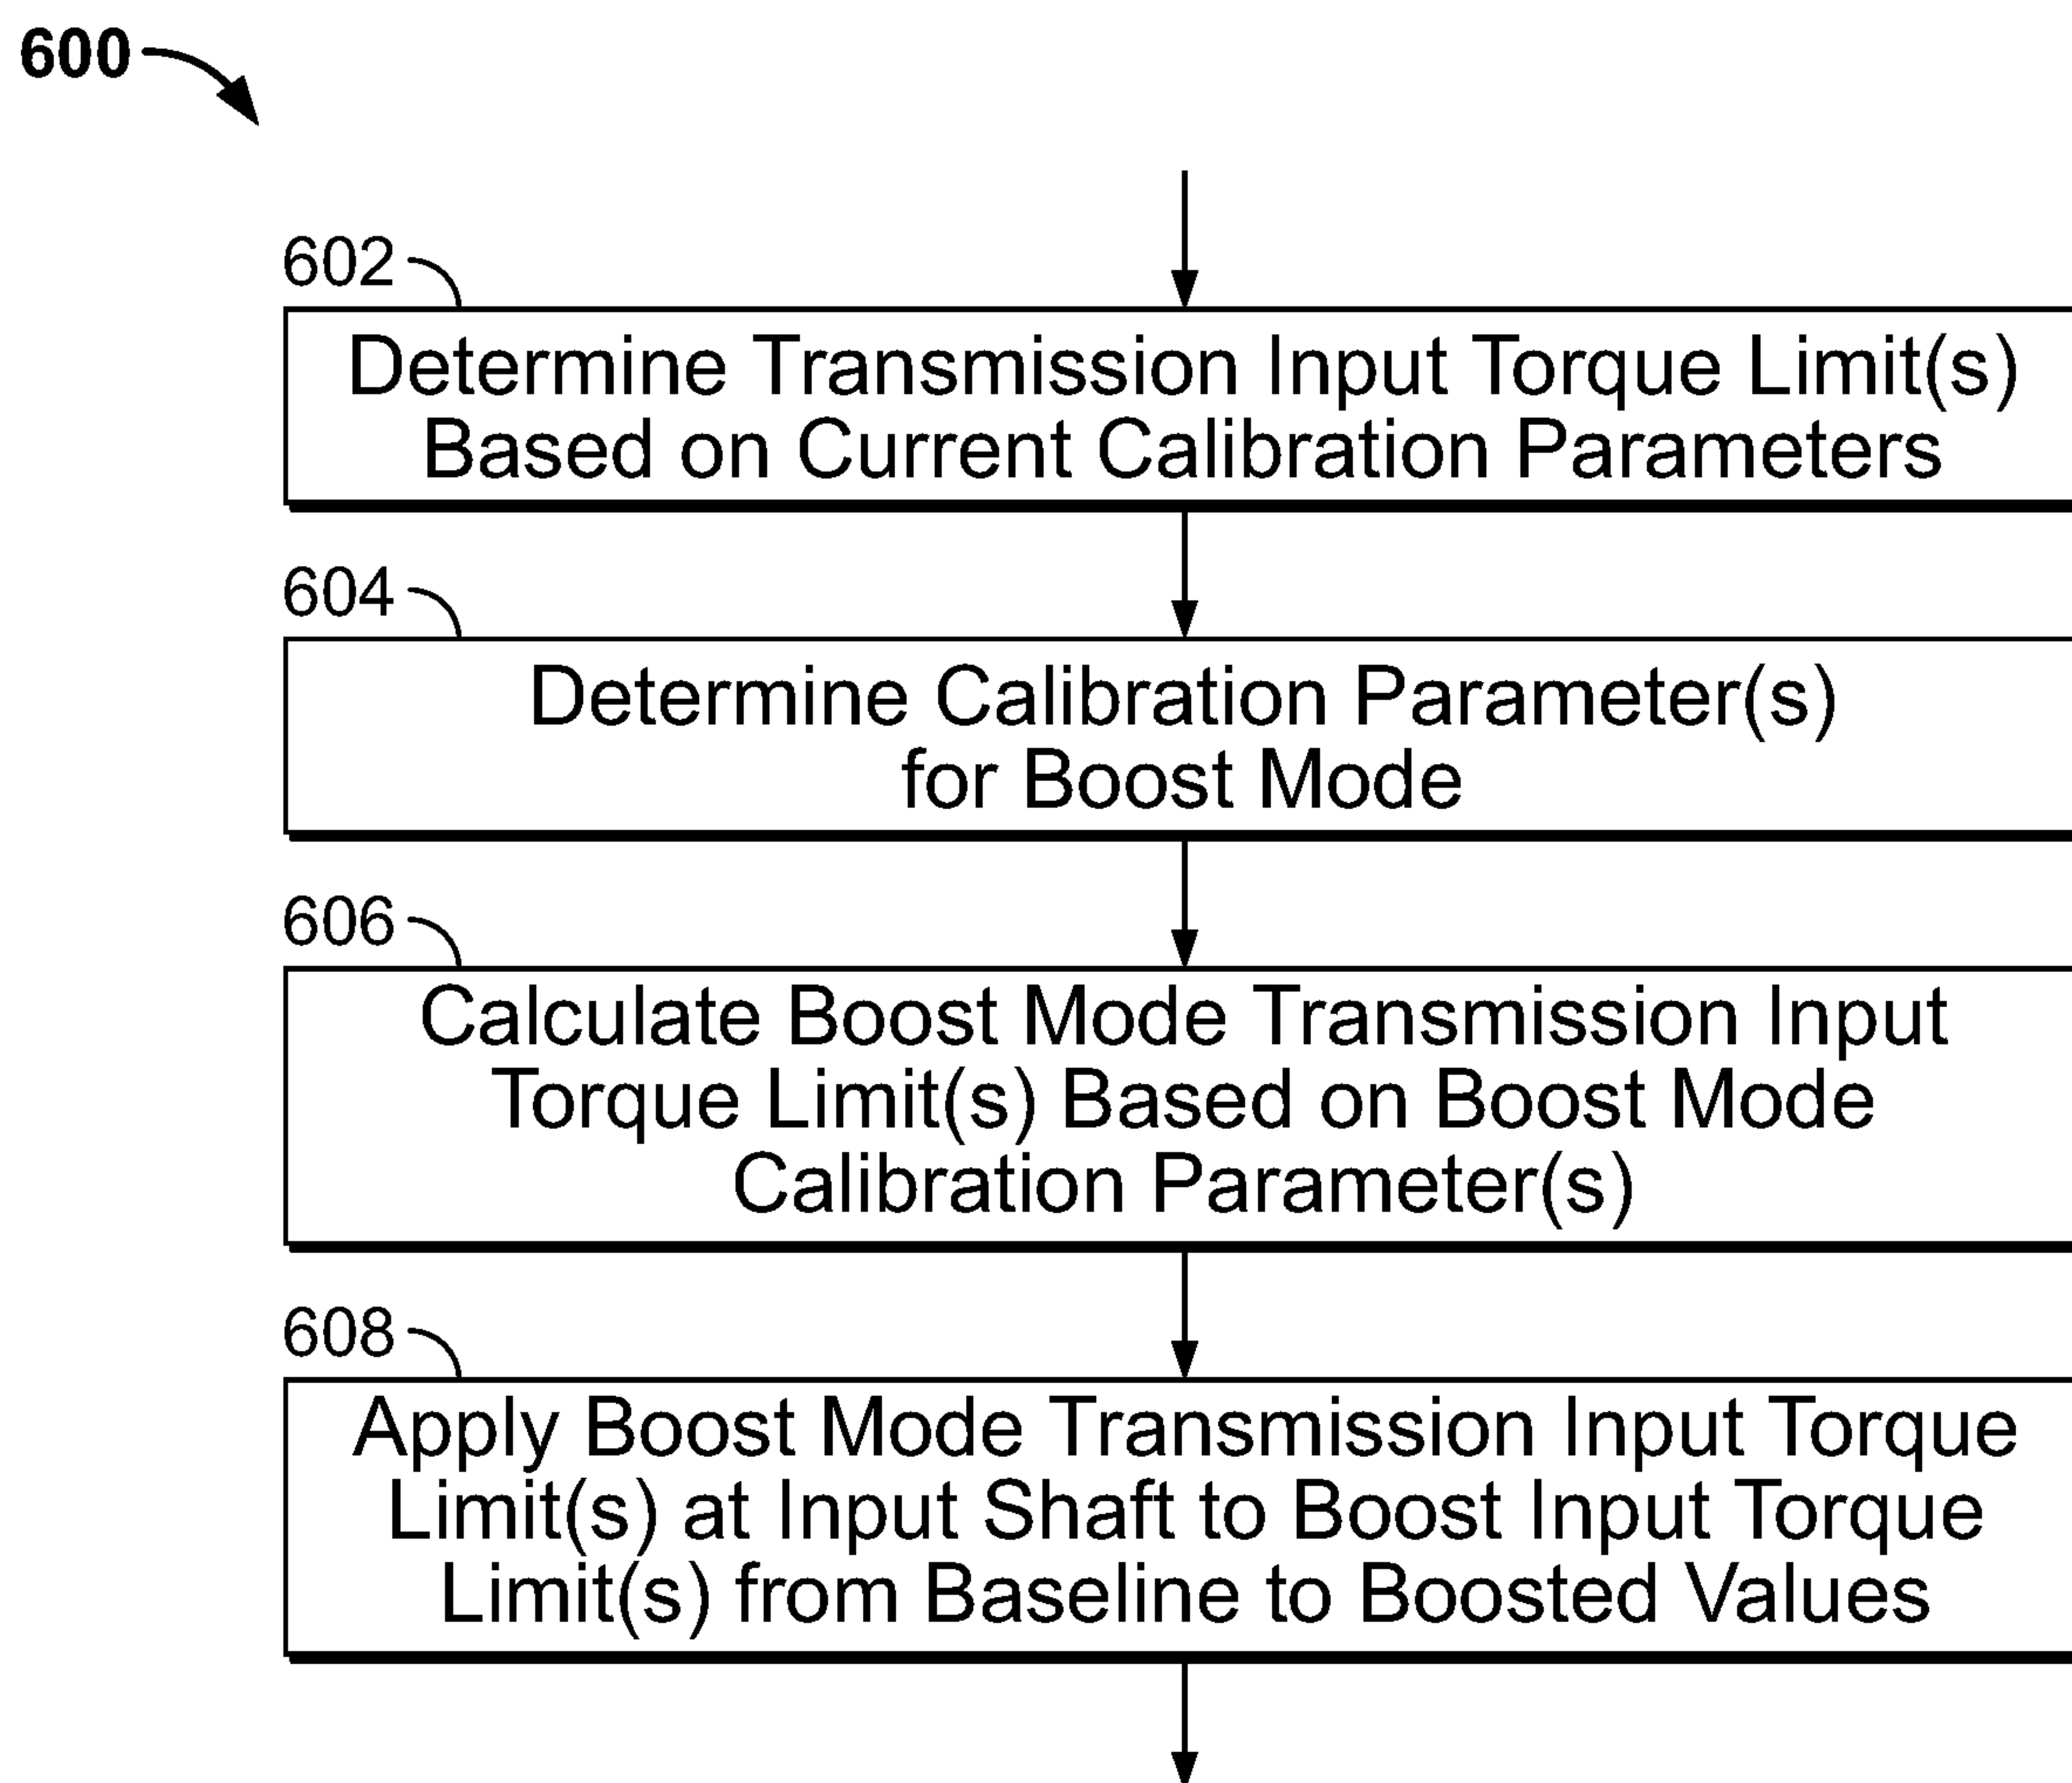 600
602
Determine Transmission Input Torque Limit(s)
Based on Current Calibration Parameters
604
Determine Calibration Parameter(s)
for Boost Mode
606
Calculate Boost Mode Transmission Input
Torque Limit(s) Based on Boost Mode
Calibration Parameter(s)
608
Apply Boost Mode Transmission Input Torque
Limit(s) at Input Shaft to Boost Input Torque
Limit(s) from Baseline to Boosted Values